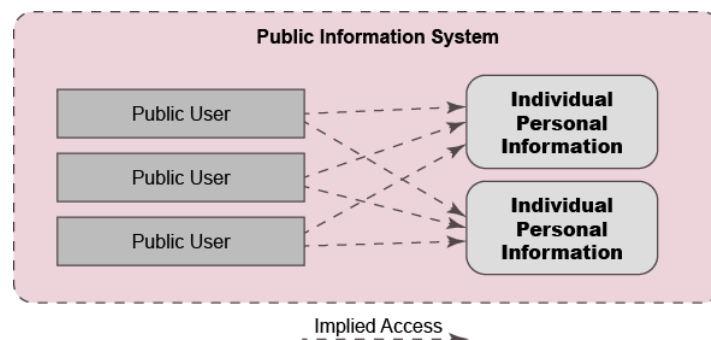 Public Information System
Public User
Public User
Public User
Individual
Personal
Information
Individual
Personal
Information
Implied Access